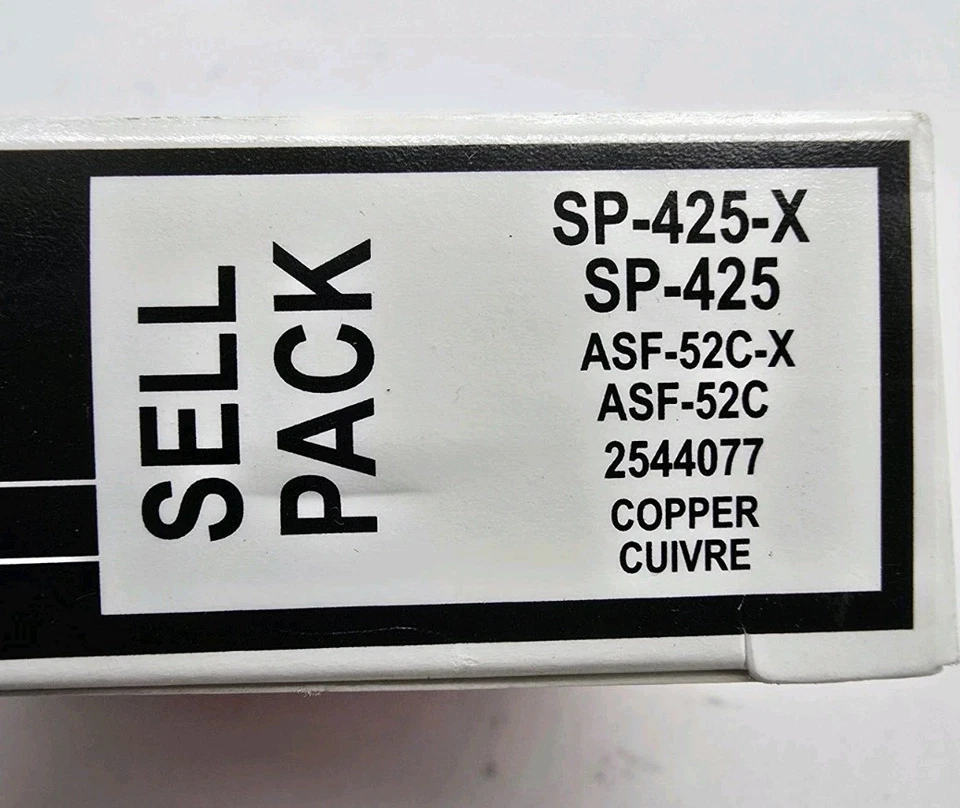 SELL
PACK
SP-425-X
SP-425
ASF-52C-X
ASF-52C
2544077
COPPER
CUIVRE